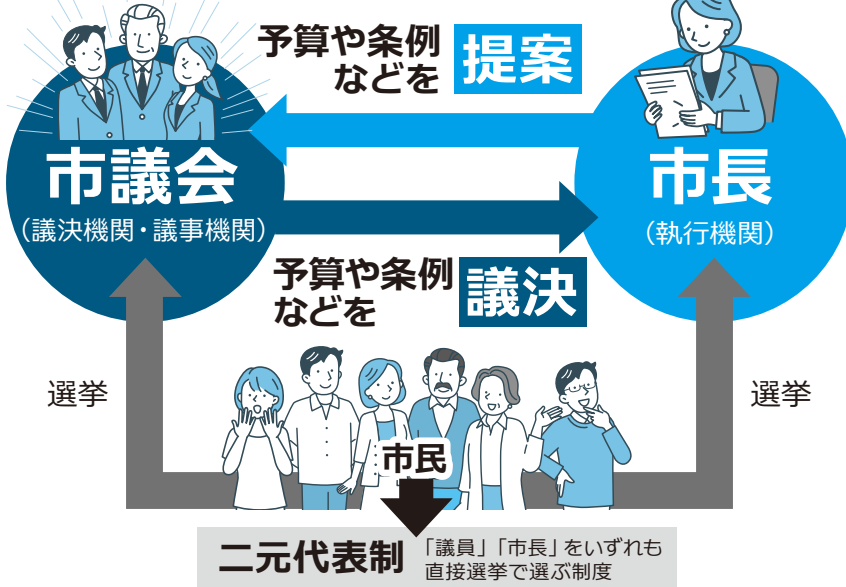 予算や条例
などを 提案
市議会
（議決機関・議事機関）
市長
（執行機関）
予算や条例
などを 議決
選挙
選挙
市民
二元代表制 「議員」「市長」をいずれも
直接選挙で選ぶ制度